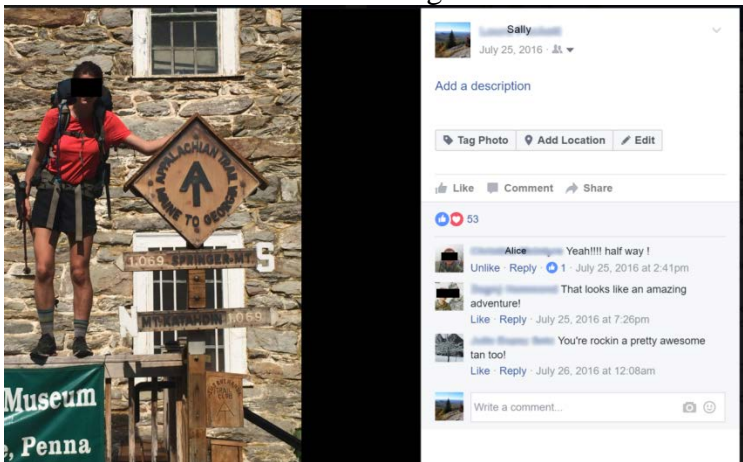 APPALACHIAN TRAIL
MAINE TO GEORGIA
1,069 SPRINGER-MT. S
N MT-KATAHDIN 1,069
Museum
, Penna
Sally
July 25, 2016
Add a description
Tag Photo Add Location Edit
Like Comment Share
53
Alice Yeah!!!! half way !
Unlike · Reply · 1 · July 25, 2016 at 2:41pm
That looks like an amazing
adventure!
Like · Reply · July 25, 2016 at 7:26pm
You're rockin a pretty awesome
tan too!
Like · Reply · July 26, 2016 at 12:08am
Write a comment...